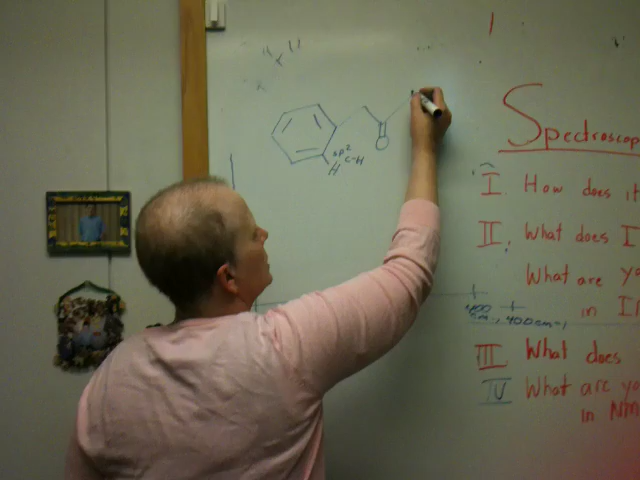 Spectroscop
I. How does it
II. What does I
What are yo
in I
III. What does
IV What are yo
in NM
sp2
C-H
H
O
400 cm-1